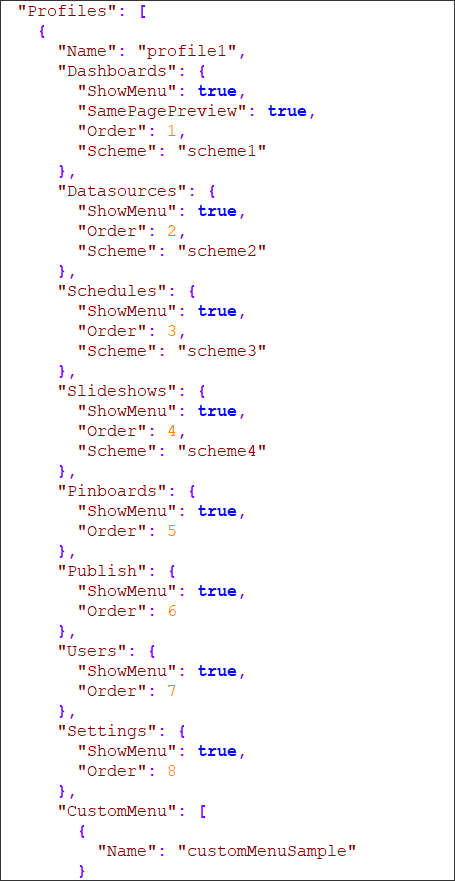 "Profiles": [
{
"Name": "profile1",
"Dashboards": {
"ShowMenu": true,
"SamePagePreview": true,
"Order": 1,
"Scheme": "scheme1"
},
"Datasources": {
"ShowMenu": true,
"Order": 2,
"Scheme": "scheme2"
},
"Schedules": {
"ShowMenu": true,
"Order": 3,
"Scheme": "scheme3"
},
"Slideshows": {
"ShowMenu": true,
"Order": 4,
"Scheme": "scheme4"
},
"Pinboards": {
"ShowMenu": true,
"Order": 5
},
"Publish": {
"ShowMenu": true,
"Order": 6
},
"Users": {
"ShowMenu": true,
"Order": 7
},
"Settings": {
"ShowMenu": true,
"Order": 8
},
"CustomMenu": [
{
"Name": "customMenuSample"
}